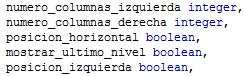 numero_columnas_izquierda integer,
numero_columnas_derecha integer,
posicion_horizontal boolean,
mostrar_ultimo_nivel boolean,
posicion_izquierda boolean,